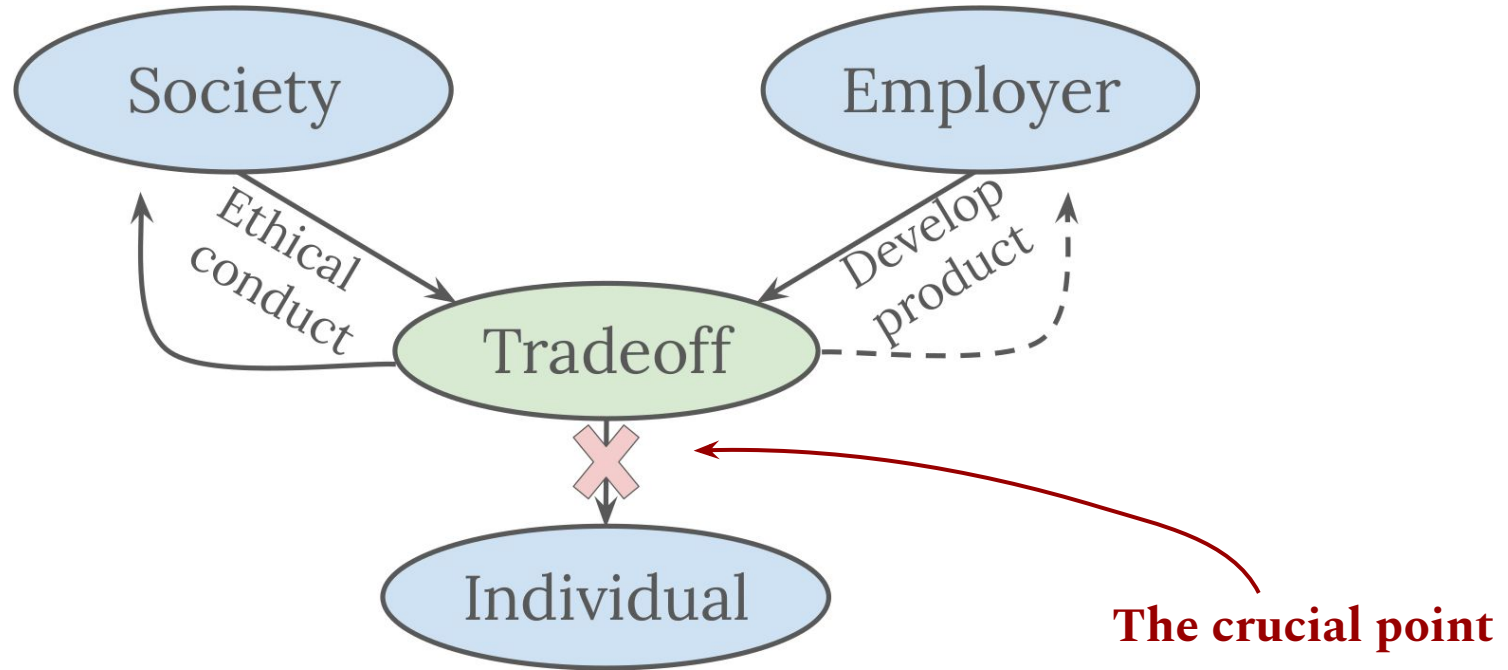 Society
Employer
Ethical
conduct
Develop
product
Tradeoff
Individual
The crucial point